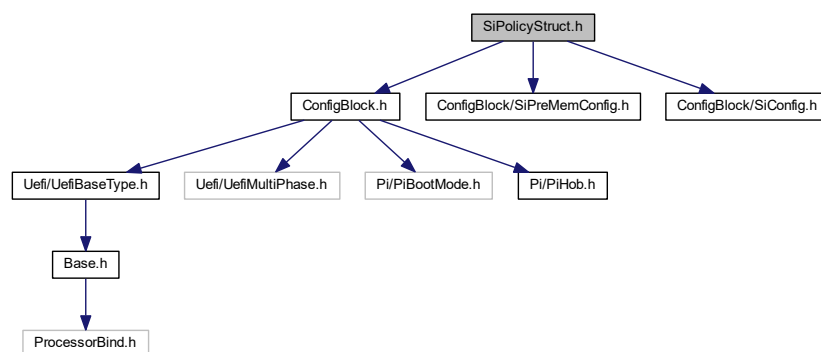 SiPolicyStruct.h
ConfigBlock.h
ConfigBlock/SiPreMemConfig.h
ConfigBlock/SiConfig.h
Uefi/UefiBaseType.h
Uefi/UefiMultiPhase.h
Pi/PiBootMode.h
Pi/PiHob.h
Base.h
ProcessorBind.h